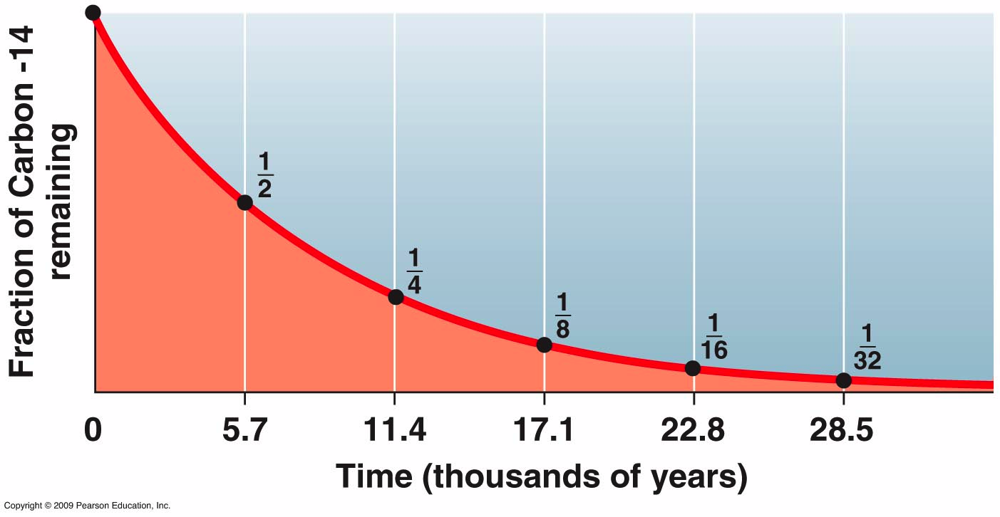 Fraction of Carbon -14
remaining
1
2
1
4
1
8
1
16
1
32
0 5.7 11.4 17.1 22.8 28.5
Time (thousands of years)
Copyright © 2009 Pearson Education, Inc.